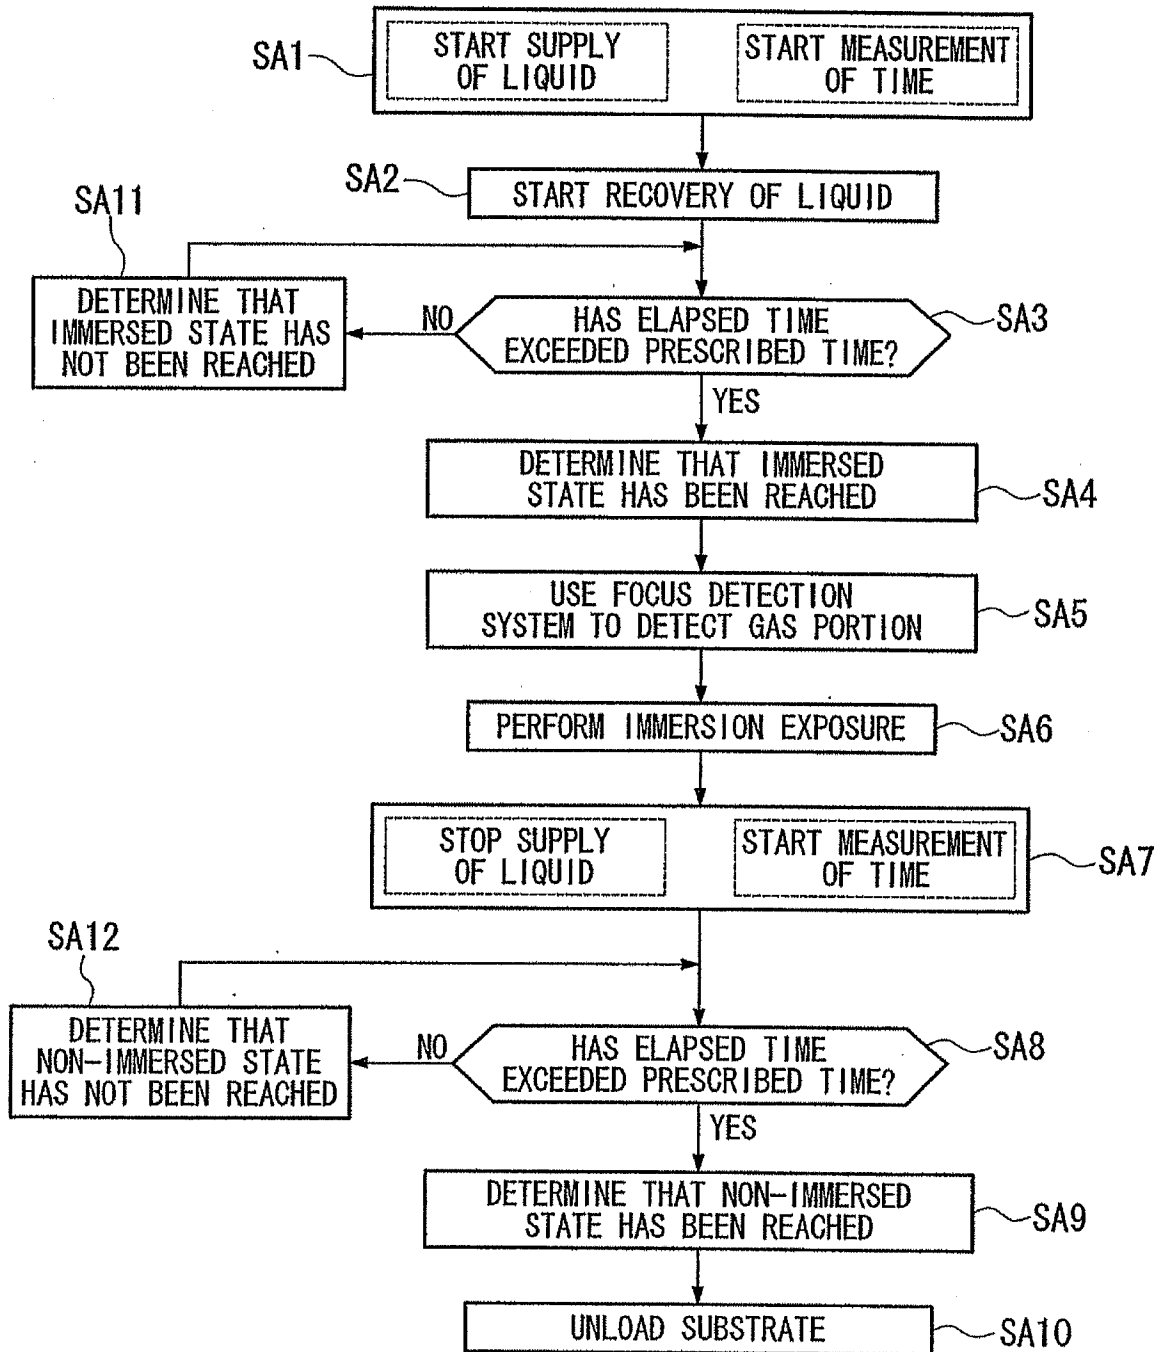 SA1
START SUPPLY
OF LIQUID
START MEASUREMENT
OF TIME
SA2
START RECOVERY OF LIQUID
SA11
DETERMINE THAT
IMMERSED STATE HAS
NOT BEEN REACHED
NO
HAS ELAPSED TIME
EXCEEDED PRESCRIBED TIME?
SA3
YES
DETERMINE THAT IMMERSED
STATE HAS BEEN REACHED
SA4
USE FOCUS DETECTION
SYSTEM TO DETECT GAS PORTION
SA5
PERFORM IMMERSION EXPOSURE
SA6
STOP SUPPLY
OF LIQUID
START MEASUREMENT
OF TIME
SA7
SA12
DETERMINE THAT
NON-IMMERSED STATE
HAS NOT BEEN REACHED
NO
HAS ELAPSED TIME
EXCEEDED PRESCRIBED TIME?
SA8
YES
DETERMINE THAT NON-IMMERSED
STATE HAS BEEN REACHED
SA9
UNLOAD SUBSTRATE
SA10